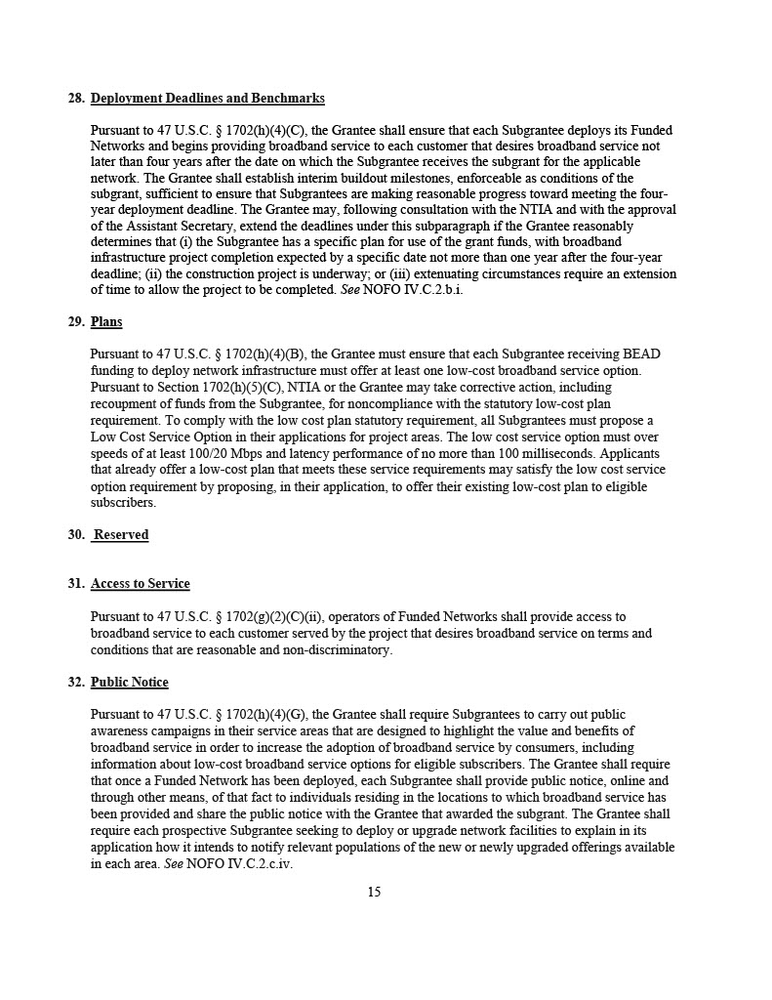 28. Deployment Deadlines and Benchmarks
Pursuant to 47 U.S.C. § 1702(h)(4)(C), the Grantee shall ensure that each Subgrantee deploys its Funded
Networks and begins providing broadband service to each customer that desires broadband service not
later than four years after the date on which the Subgrantee receives the subgrant for the applicable
network. The Grantee shall establish interim buildout milestones, enforceable as conditions of the
subgrant, sufficient to ensure that Subgrantees are making reasonable progress toward meeting the four-
year deployment deadline. The Grantee may, following consultation with the NTIA and with the approval
of the Assistant Secretary, extend the deadlines under this subparagraph if the Grantee reasonably
determines that (i) the Subgrantee has a specific plan for use of the grant funds, with broadband
infrastructure project completion expected by a specific date not more than one year after the four-year
deadline; (ii) the construction project is underway; or (iii) extenuating circumstances require an extension
of time to allow the project to be completed. See NOFO IV.C.2.b.i.
29. Plans
Pursuant to 47 U.S.C. § 1702(h)(4)(B), the Grantee must ensure that each Subgrantee receiving BEAD
funding to deploy network infrastructure must offer at least one low-cost broadband service option.
Pursuant to Section 1702(h)(5)(C), NTIA or the Grantee may take corrective action, including
recoupment of funds from the Subgrantee, for noncompliance with the statutory low-cost plan
requirement. To comply with the low cost plan statutory requirement, all Subgrantees must propose a
Low Cost Service Option in their applications for project areas. The low cost service option must over
speeds of at least 100/20 Mbps and latency performance of no more than 100 milliseconds. Applicants
that already offer a low-cost plan that meets these service requirements may satisfy the low cost service
option requirement by proposing, in their application, to offer their existing low-cost plan to eligible
subscribers.
30. Reserved
31. Access to Service
Pursuant to 47 U.S.C. § 1702(g)(2)(C)(ii), operators of Funded Networks shall provide access to
broadband service to each customer served by the project that desires broadband service on terms and
conditions that are reasonable and non-discriminatory.
32. Public Notice
Pursuant to 47 U.S.C. § 1702(h)(4)(G), the Grantee shall require Subgrantees to carry out public
awareness campaigns in their service areas that are designed to highlight the value and benefits of
broadband service in order to increase the adoption of broadband service by consumers, including
information about low-cost broadband service options for eligible subscribers. The Grantee shall require
that once a Funded Network has been deployed, each Subgrantee shall provide public notice, online and
through other means, of that fact to individuals residing in the locations to which broadband service has
been provided and share the public notice with the Grantee that awarded the subgrant. The Grantee shall
require each prospective Subgrantee seeking to deploy or upgrade network facilities to explain in its
application how it intends to notify relevant populations of the new or newly upgraded offerings available
in each area. See NOFO IV.C.2.c.iv.
15